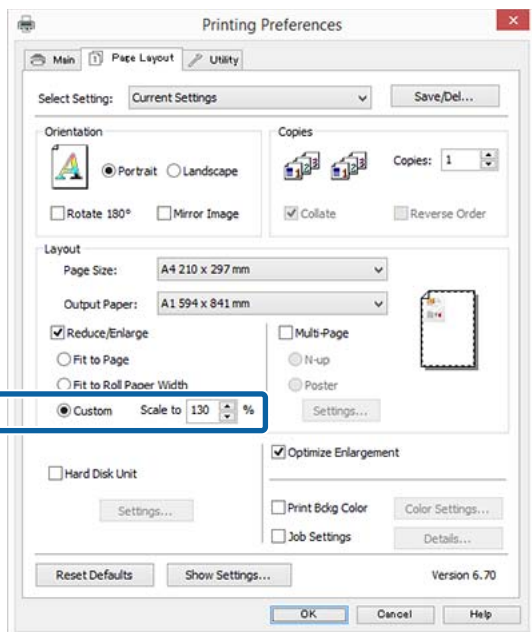 Printing Preferences
Main Page Layout Utility
Select Setting: Current Settings Save/Del...
Orientation
Portrait Landscape
Rotate 180° Mirror Image
Copies
Copies: 1
Collate Reverse Order
Layout
Page Size: A4 210 x 297 mm
Output Paper: A1 594 x 841 mm
Reduce/Enlarge
Fit to Page
Fit to Roll Paper Width
Custom Scale to 130 %
Multi-Page
N-up
Poster
Settings...
Optimize Enlargement
Hard Disk Unit
Settings...
Print Bckg Color Color Settings...
Job Settings Details...
Reset Defaults Show Settings... Version 6.70
OK Cancel Help